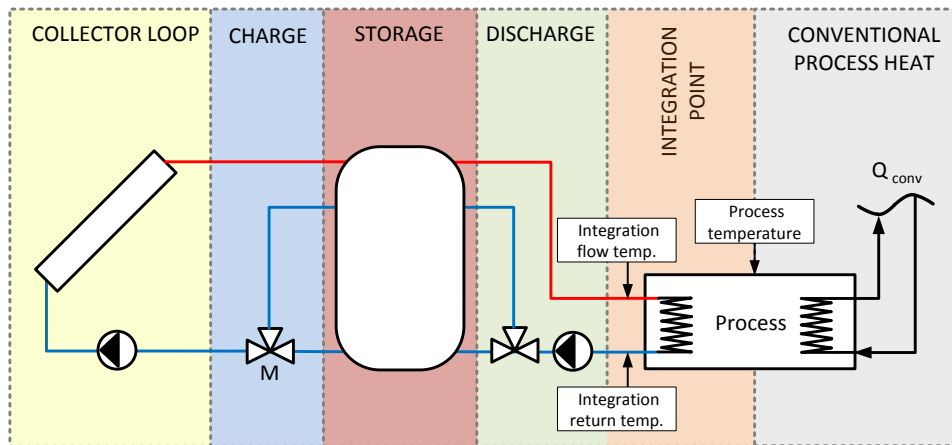 COLLECTOR LOOP
CHARGE
STORAGE
DISCHARGE
INTEGRATION
POINT
CONVENTIONAL
PROCESS HEAT
Q conv
Process
temperature
Integration
flow temp.
Process
M
Integration
return temp.